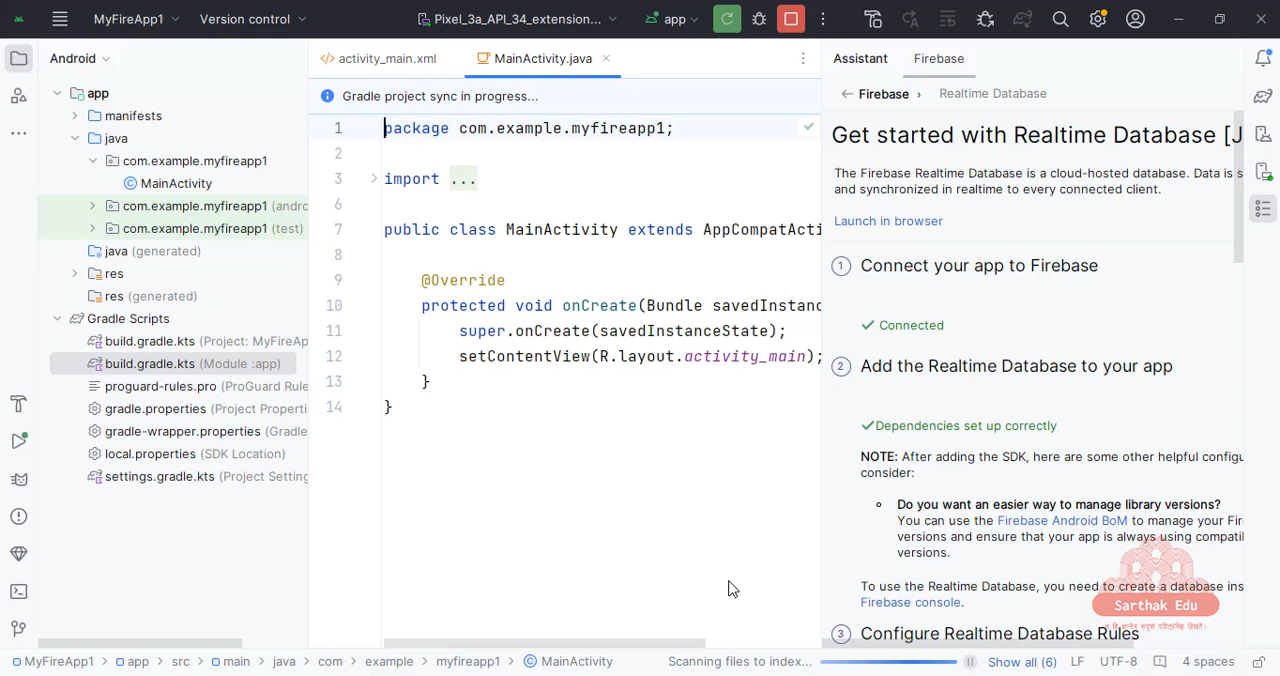 MyFireApp1
Version control
Pixel_3a_API_34_extension...
app
Android
app
manifests
java
com.example.myfireapp1
MainActivity
com.example.myfireapp1 (andro
com.example.myfireapp1 (test)
java (generated)
res
res (generated)
Gradle Scripts
build.gradle.kts (Project: MyFireAp
build.gradle.kts (Module :app)
proguard-rules.pro (ProGuard Rule
gradle.properties (Project Properti
gradle-wrapper.properties (Gradle
local.properties (SDK Location)
settings.gradle.kts (Project Setting
</> activity_main.xml
MainActivity.java
Gradle project sync in progress...
1 package com.example.myfireapp1;
2
3 import ...
6
7 public class MainActivity extends AppCompatActi
8
9 @Override
10 protected void onCreate(Bundle savedInstanc
11 super.onCreate(savedInstanceState);
12 setContentView(R.layout.activity_main);
13 }
14 }
Assistant
Firebase
Firebase › Realtime Database
Get started with Realtime Database [J
The Firebase Realtime Database is a cloud-hosted database. Data is s
and synchronized in realtime to every connected client.
Launch in browser
1 Connect your app to Firebase
Connected
2 Add the Realtime Database to your app
Dependencies set up correctly
NOTE: After adding the SDK, here are some other helpful configu
consider:
Do you want an easier way to manage library versions?
You can use the Firebase Android BoM to manage your Fir
versions and ensure that your app is always using compati
versions.
To use the Realtime Database, you need to create a database ins
Firebase console.
Sarthak Edu
3 Configure Realtime Database Rules
MyFireApp1 › app › src › main › java › com › example › myfireapp1 › MainActivity
Scanning files to index...
Show all (6)
LF
UTF-8
4 spaces